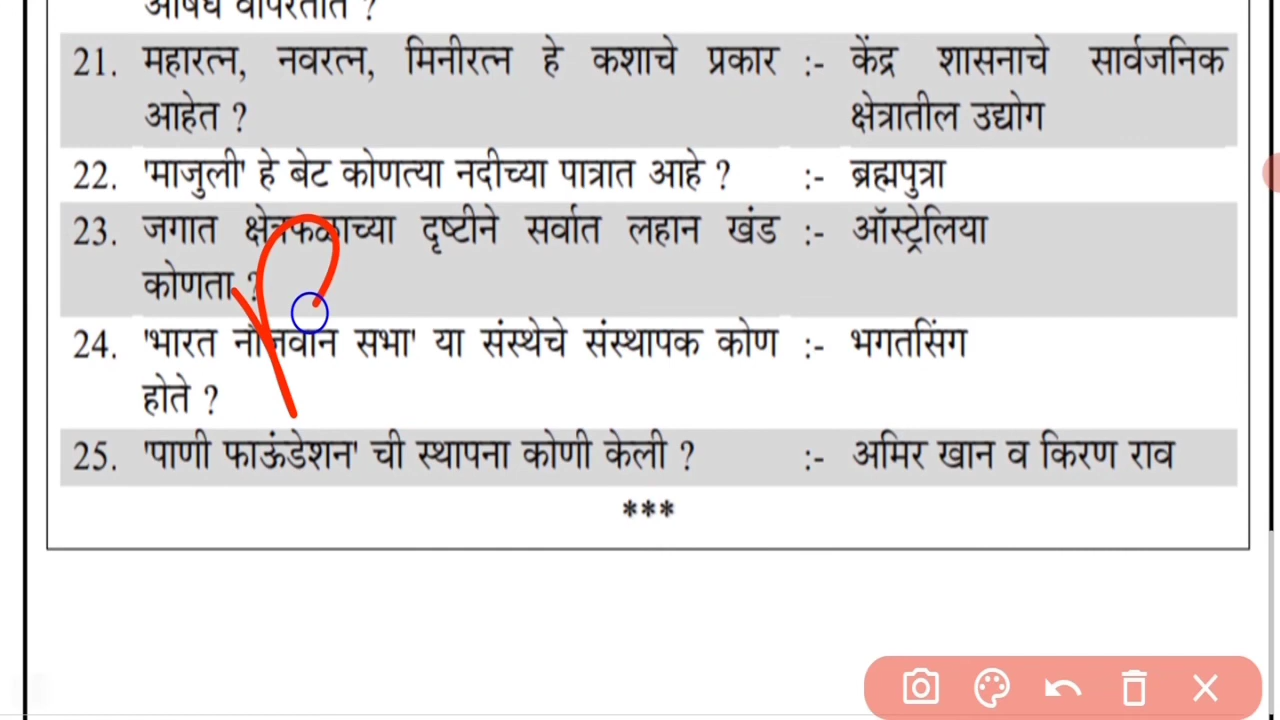 औषध वापरतात ?
21. महारत्न, नवरत्न, मिनीरत्न हे कशाचे प्रकार :- केंद्र शासनाचे सार्वजनिक
आहेत ? क्षेत्रातील उद्योग
22. 'माजुली' हे बेट कोणत्या नदीच्या पात्रात आहे ? :- ब्रह्मपुत्रा
23. जगात क्षेत्रफळाच्या दृष्टीने सर्वात लहान खंड :- ऑस्ट्रेलिया
कोणता ?
24. 'भारत नौजवान सभा' या संस्थेचे संस्थापक कोण :- भगतसिंग
होते ?
25. 'पाणी फाऊंडेशन' ची स्थापना कोणी केली ? :- अमिर खान व किरण राव
***